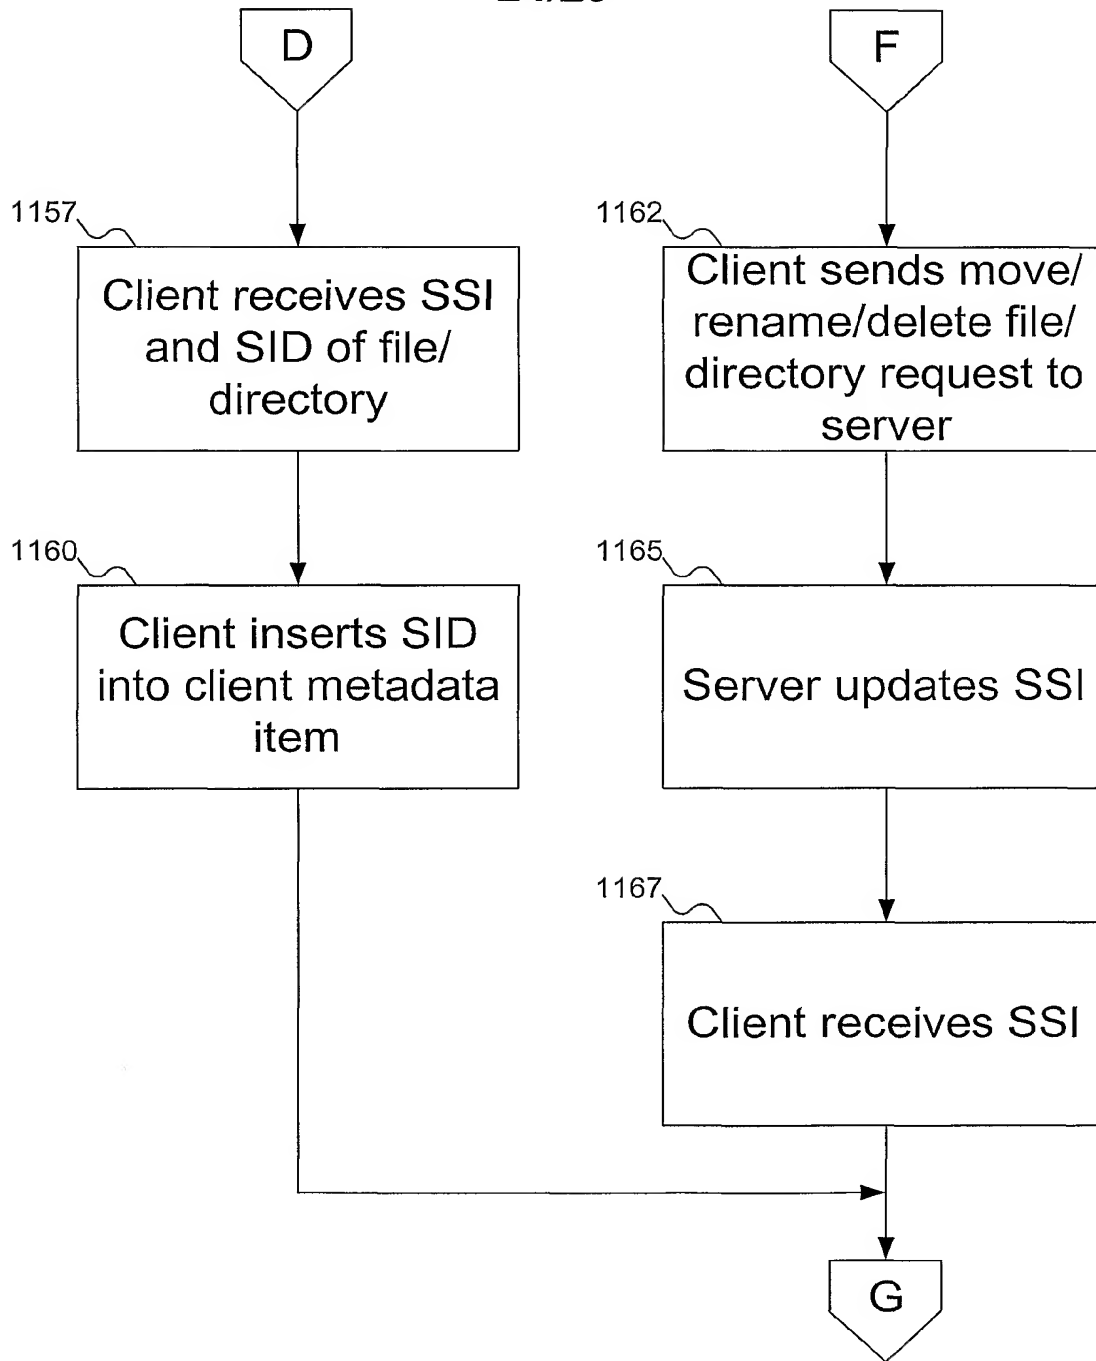 D
F
1157
Client receives SSI
and SID of file/
directory
1162
Client sends move/
rename/delete file/
directory request to
server
1160
Client inserts SID
into client metadata
item
1165
Server updates SSI
1167
Client receives SSI
G